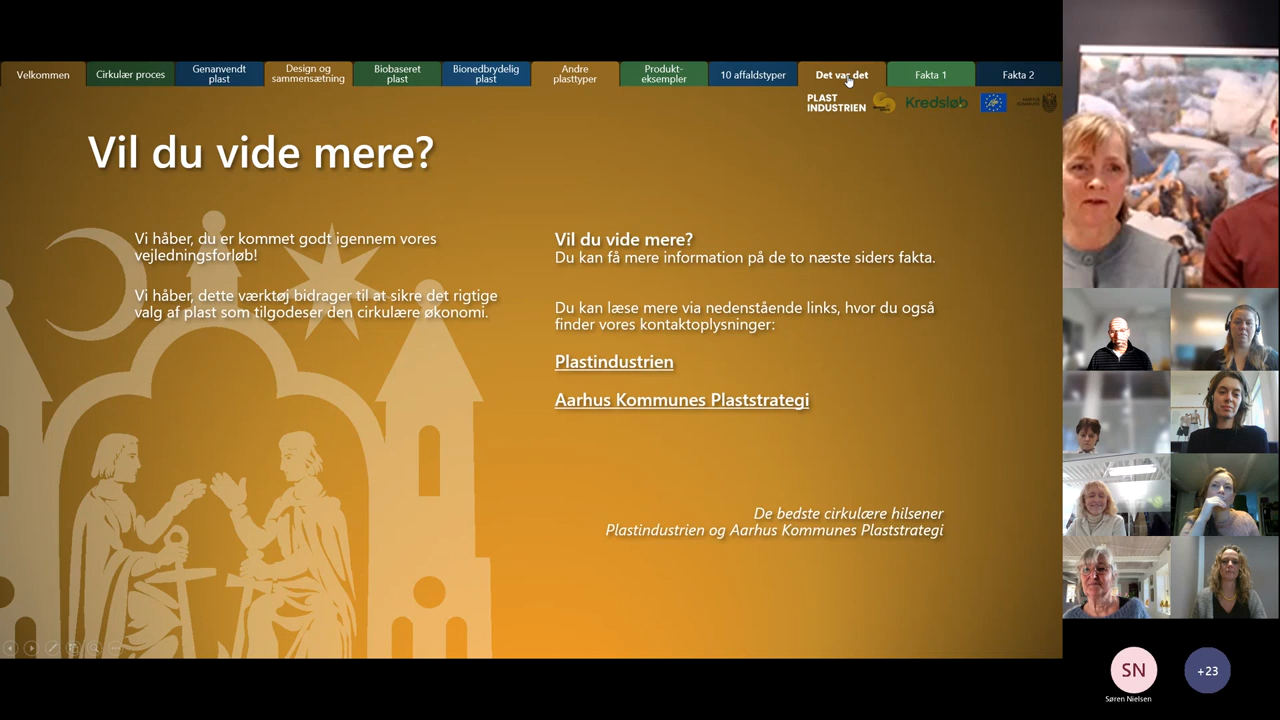 Velkommen
Cirkulær proces
Genanvendt
plast
Design og
sammensætning
Biobaseret
plast
Bionedbrydelig
plast
Andre
plasttyper
Produkt-
eksempler
10 affaldstyper
Det var det
Fakta 1
Fakta 2
PLAST
INDUSTRIEN
Kredsløb
Vil du vide mere?
Vi håber, du er kommet godt igennem vores
vejledningsforløb!
Vi håber, dette værktøj bidrager til at sikre det rigtige
valg af plast som tilgodeser den cirkulære økonomi.
Vil du vide mere?
Du kan få mere information på de to næste siders fakta.
Du kan læse mere via nedenstående links, hvor du også
finder vores kontaktoplysninger:
Plastindustrien
Aarhus Kommunes Plaststrategi
De bedste cirkulære hilsener
Plastindustrien og Aarhus Kommunes Plaststrategi
SN
+23
Søren Nielsen